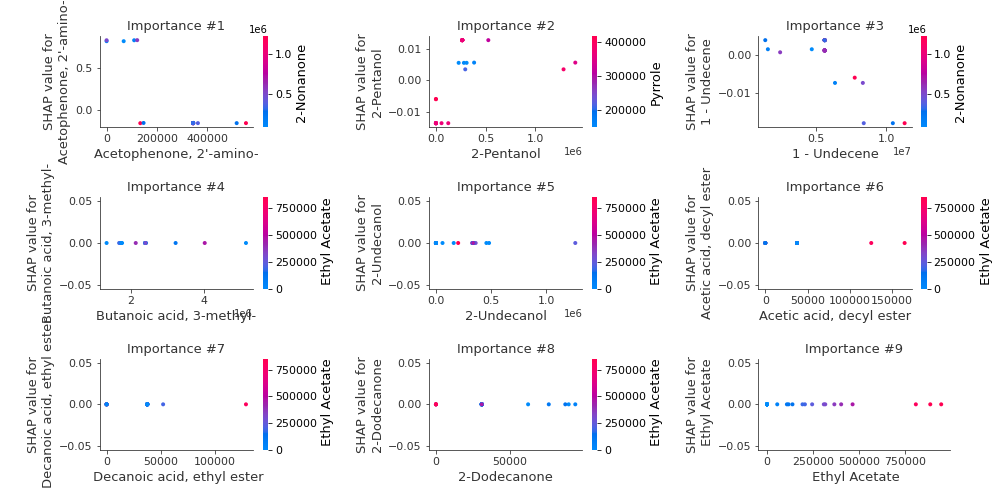 Importance #1
SHAP value for
Acetophenone, 2'-amino-
0.5
0.0
0
200000
400000
Acetophenone, 2'-amino-
1e6
1.0
0.5
2-Nonanone
Importance #2
SHAP value for
2-Pentanol
0.01
0.00
−0.01
0.0
0.5
1.0
1e6
2-Pentanol
400000
300000
200000
Pyrrole
Importance #3
SHAP value for
1 - Undecene
0.00
−0.01
0.5
1.0
1e7
1 - Undecene
1e6
1.0
0.5
2-Nonanone
Importance #4
SHAP value for
Butanoic acid, 3-methyl-
0.05
0.00
−0.05
2
4
1e6
Butanoic acid, 3-methyl-
750000
500000
250000
0
Ethyl Acetate
Importance #5
SHAP value for
2-Undecanol
0.05
0.00
−0.05
0.0
0.5
1.0
1e6
2-Undecanol
750000
500000
250000
0
Ethyl Acetate
Importance #6
SHAP value for
Acetic acid, decyl ester
0.05
0.00
−0.05
0
50000
100000
150000
Acetic acid, decyl ester
750000
500000
250000
0
Ethyl Acetate
Importance #7
SHAP value for
Decanoic acid, ethyl ester
0.05
0.00
−0.05
0
50000
100000
Decanoic acid, ethyl ester
750000
500000
250000
0
Ethyl Acetate
Importance #8
SHAP value for
2-Dodecanone
0.05
0.00
−0.05
0
50000
2-Dodecanone
750000
500000
250000
0
Ethyl Acetate
Importance #9
SHAP value for
Ethyl Acetate
0.05
0.00
−0.05
0
250000
500000
750000
Ethyl Acetate